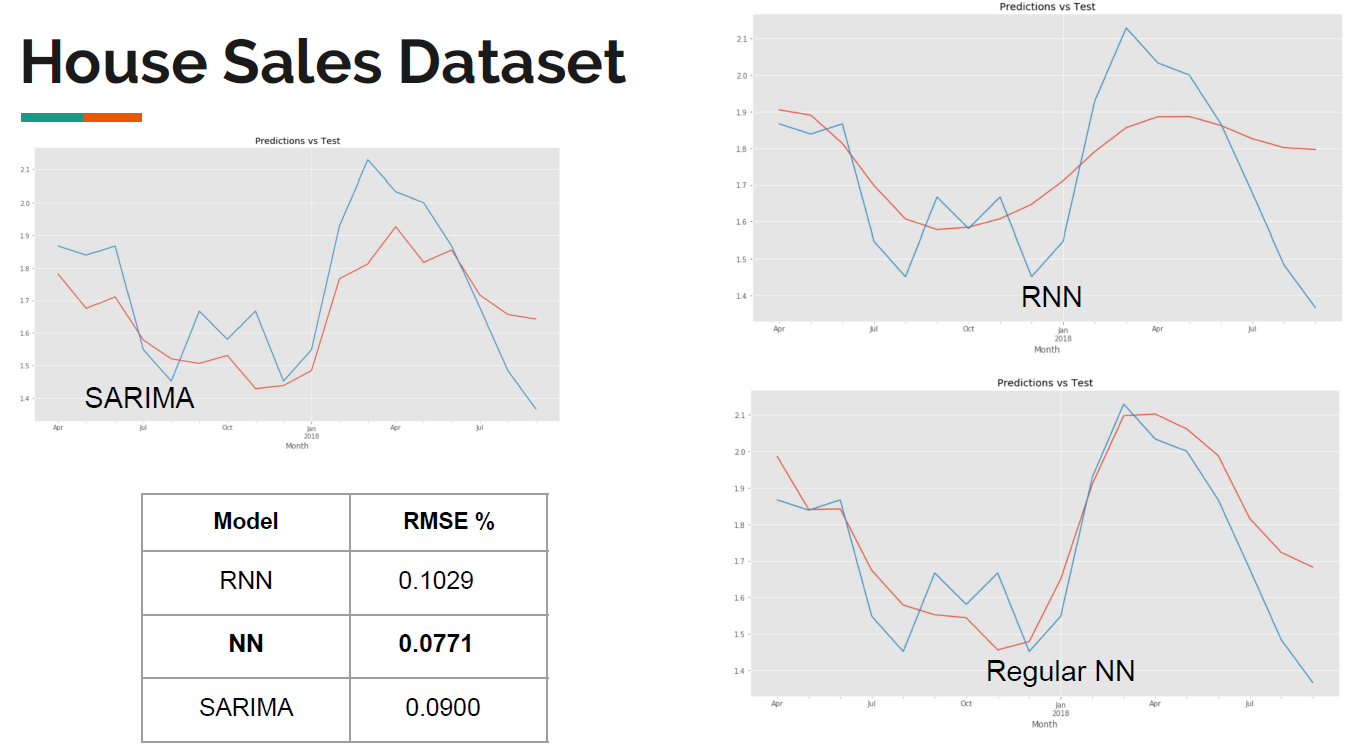 House Sales Dataset
Predictions vs Test
2.1
2.0
1.9
1.8
1.7
1.6
1.5
1.4
Apr Jul Oct Jan Apr Jul
2018
Month
SARIMA
Model RMSE %
RNN 0.1029
NN 0.0771
SARIMA 0.0900
Predictions vs Test
2.1
2.0
1.9
1.8
1.7
1.6
1.5
1.4
RNN
Apr Jul Oct Jan Apr Jul
2018
Month
Predictions vs Test
2.1
2.0
1.9
1.8
1.7
1.6
1.5
1.4
Regular NN
Apr Jul Oct Jan Apr Jul
2018
Month